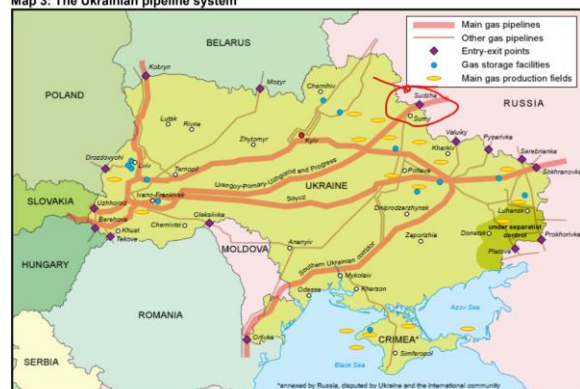 Map 3: The Ukrainian pipeline system
Main gas pipelines
Other gas pipelines
Entry-exit points
Gas storage facilities
Main gas production fields
BELARUS
POLAND
RUSSIA
Kobryn
Mozyr
Chernihiv
Sudzha
Sumy
Lutsk
Rivne
Kyiv
Zhytomyr
Valuky
Pysarivka
Serebrianka
Sokhranovka
Kharkiv
Drozdovychi
Lviv
Ternopil
Urengoy-Pomary-Uzhgorod and Progress
Poltava
SLOVAKIA
Uzhhorod
Ivano-Frankivsk
Soyuz
UKRAINE
Luhansk
Berehove
Khust
Chernivtsi
Oleksiivka
Dniprodzerzhynsk
Donetsk
under separatist
control
Tekove
HUNGARY
MOLDOVA
Ananyiv
Southern Ukrainian corridor
Zaporizhia
Platova
Prokhorivka
Mykolaiv
Kherson
Odessa
ROMANIA
Azov Sea
Orlivka
CRIMEA*
SERBIA
Black Sea
Simferopol
*annexed by Russia, disputed by Ukraine and the international community